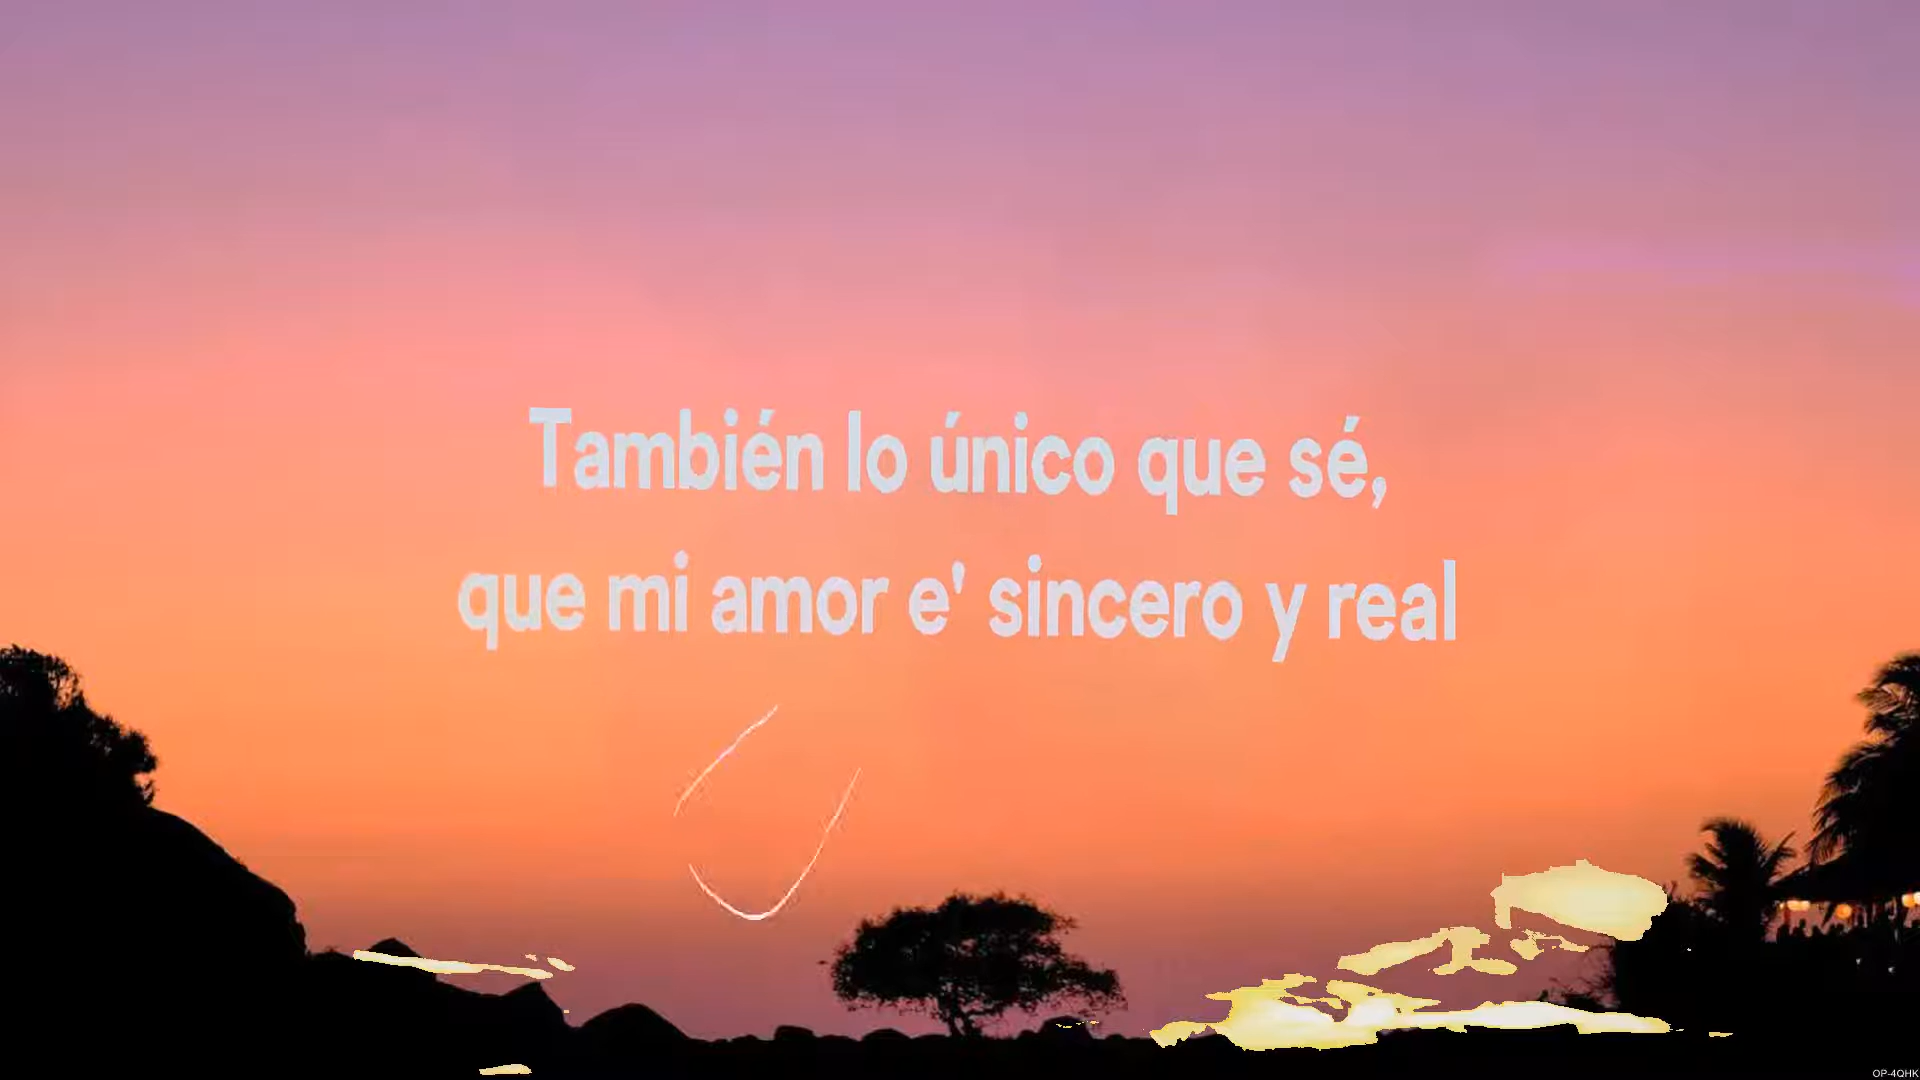 También lo único que sé,
que mi amor e' sincero y real
OP-4QHK